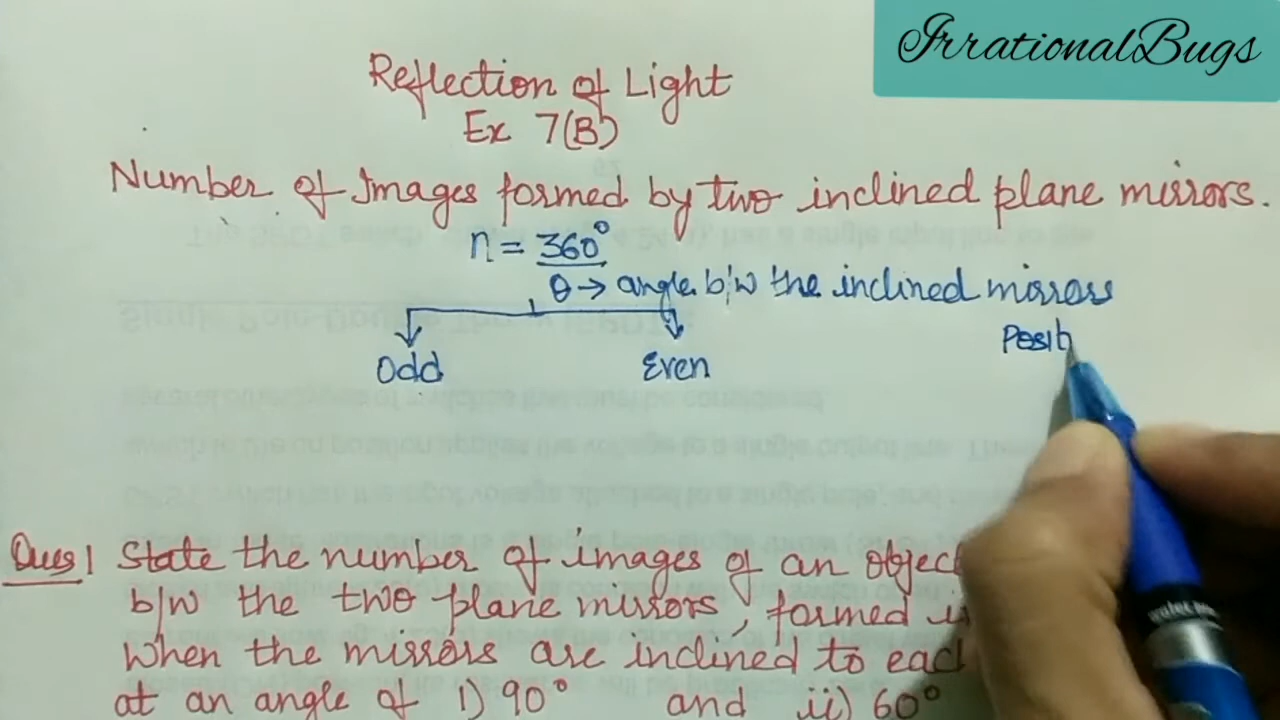 IrrationalBugs
Reflection of Light
Ex 7(B)
Number of Images formed by two inclined plane mirrors.
n = 360°
θ → angle b/w the inclined mirrors
Posit
Odd Even
Ques 1 State the number of images of an object
b/w the two plane mirrors, formed
When the mirrors are inclined to each
at an angle of i) 90° and ii) 60°